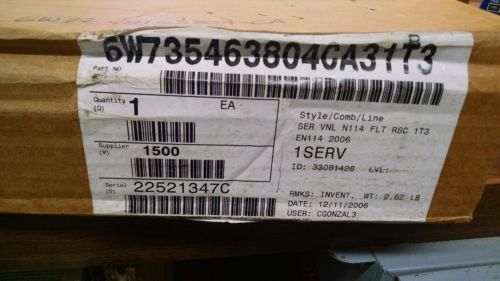 6W735463804CA31T3
Part NO
Quantity
(Q)
1
EA
Supplier
(V)
1500
Serial
(S)
22521347C
Style/Comb/Line
SER VNL N114 FLT RSC 1T3
EN114 2006
1SERV
ID: 33081428 LVL:
RMKS: INVENT. WT: 2.62 LB
DATE: 12/11/2006
USER: CGONZAL3